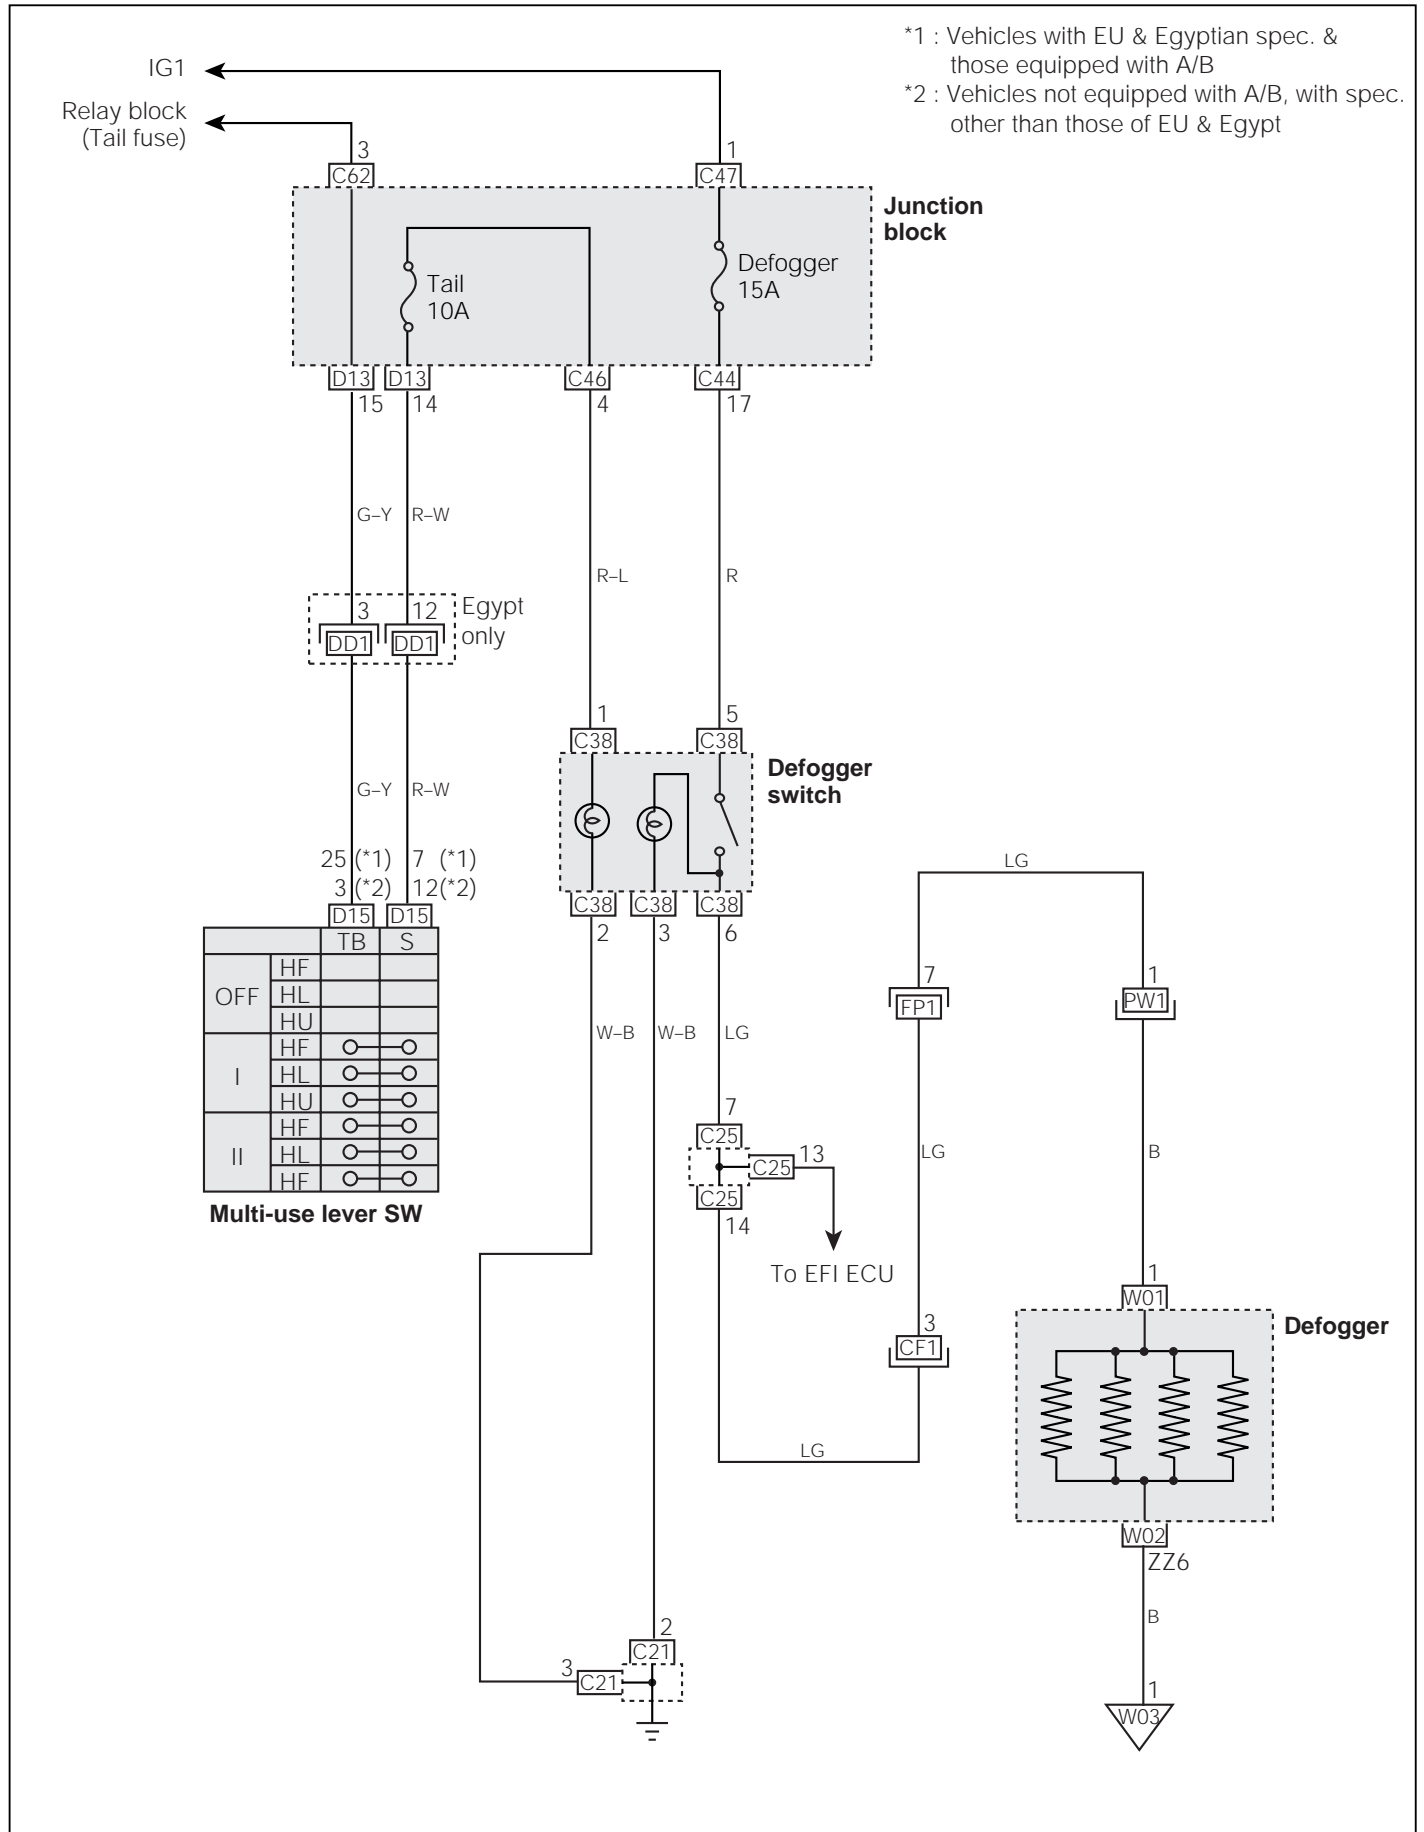 *1 : Vehicles with EU & Egyptian spec. &
those equipped with A/B
*2 : Vehicles not equipped with A/B, with spec.
other than those of EU & Egypt
IG1
Relay block
(Tail fuse)
3
1
C62
C47
Junction
block
Tail
10A
Defogger
15A
D13
D13
C46
C44
15
14
4
17
G–Y
R–W
R–L
R
3
12
Egypt
only
DD1
DD1
1
5
C38
C38
Defogger
switch
G–Y
R–W
25 (*1)
7 (*1)
3 (*2)
12(*2)
D15
D15
C38
C38
C38
2
3
6
TB
S
OFF
HF
HL
HU
I
HF
HL
HU
II
HF
HL
HF
Multi-use lever SW
W–B
W–B
LG
LG
7
FP1
1
PW1
7
C25
C25
13
C25
14
To EFI ECU
LG
B
3
CF1
LG
1
W01
Defogger
W02
ZZ6
B
1
W03
2
C21
3
C21